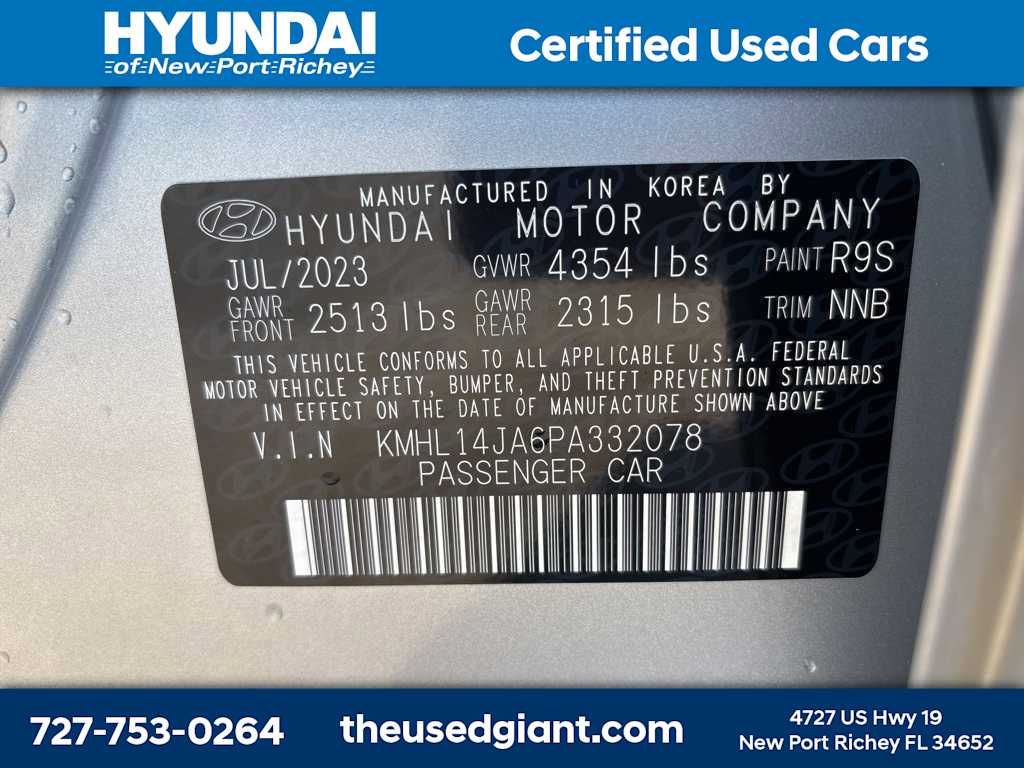 HYUNDAI
of New Port Richey
Certified Used Cars
MANUFACTURED IN KOREA BY
HYUNDAI MOTOR COMPANY
JUL/2023 GVWR 4354 lbs PAINT R9S
GAWR FRONT 2513 lbs GAWR REAR 2315 lbs TRIM NNB
THIS VEHICLE CONFORMS TO ALL APPLICABLE U.S.A. FEDERAL
MOTOR VEHICLE SAFETY, BUMPER, AND THEFT PREVENTION STANDARDS
IN EFFECT ON THE DATE OF MANUFACTURE SHOWN ABOVE
V.I.N KMHL14JA6PA332078
PASSENGER CAR
727-753-0264
theusedgiant.com
4727 US Hwy 19
New Port Richey FL 34652